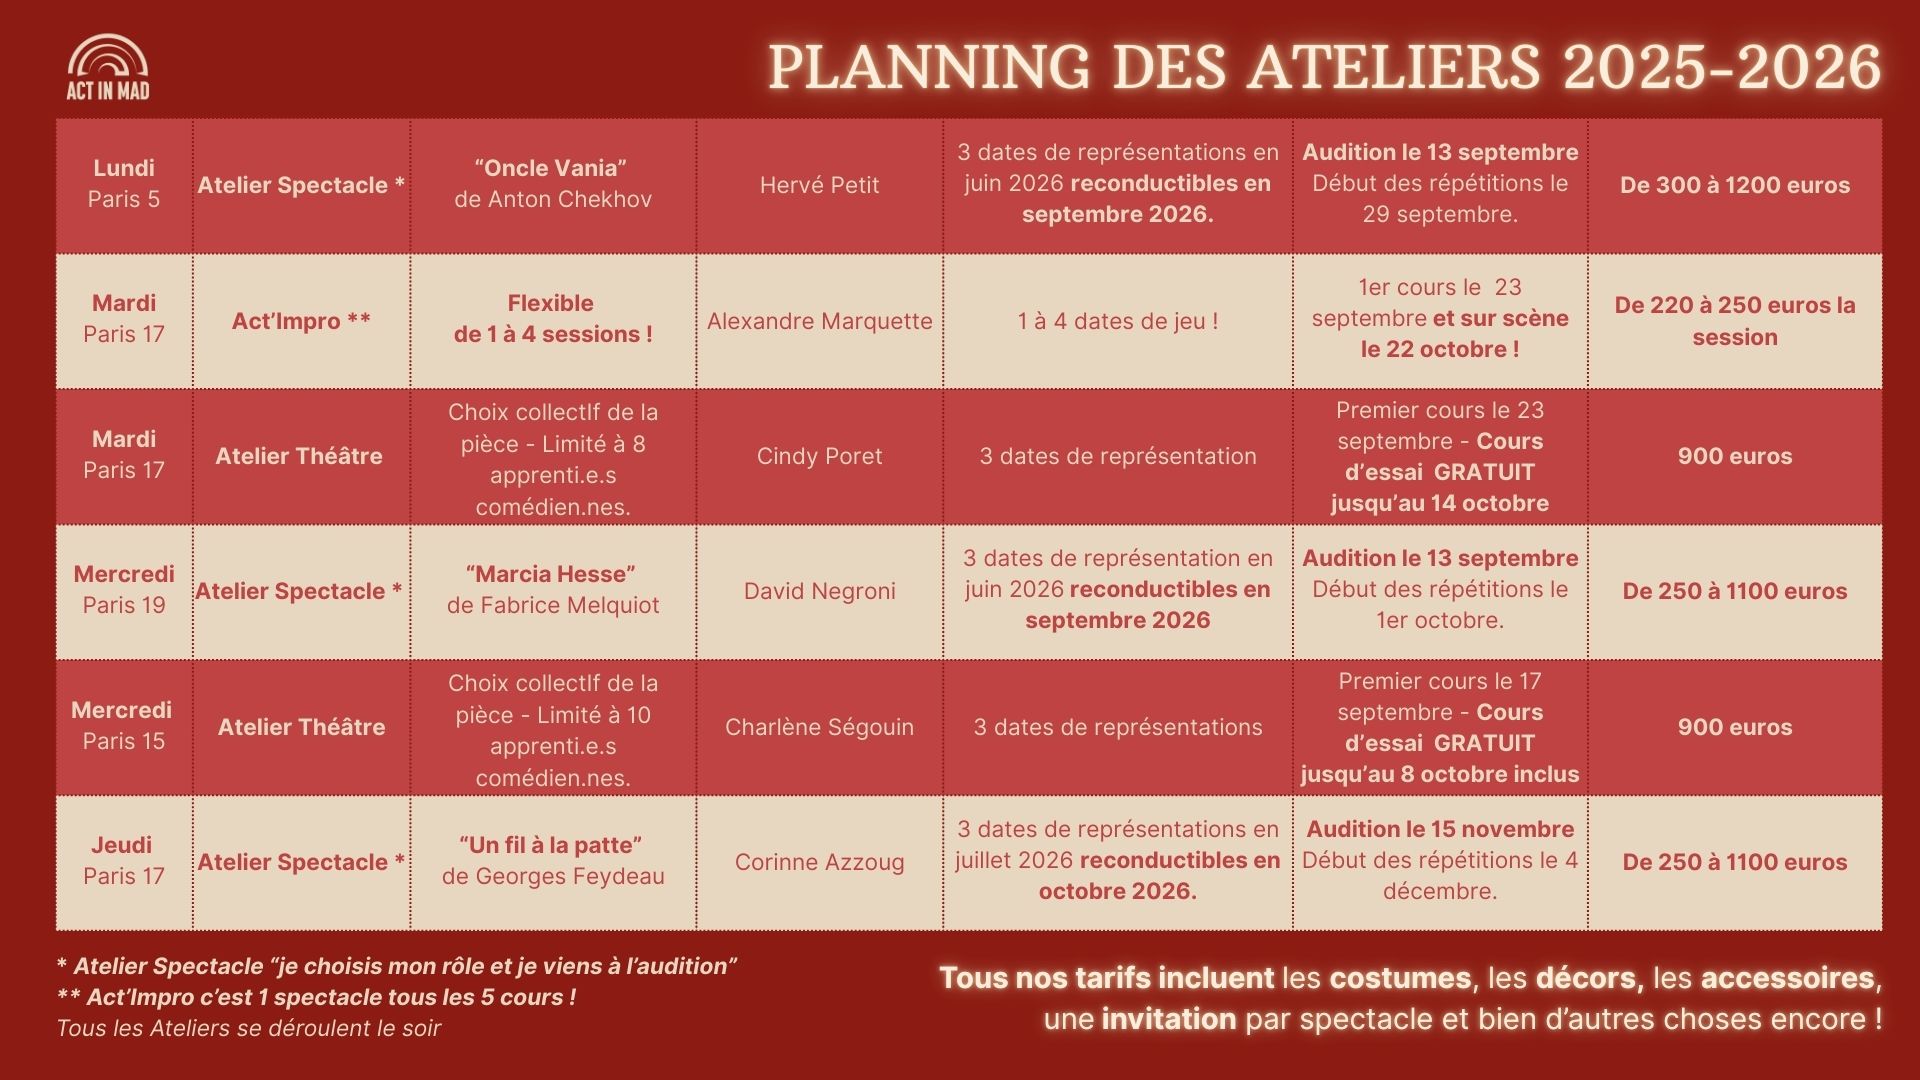 ACT IN MAD
PLANNING DES ATELIERS 2025-2026
Lundi
Paris 5
Atelier Spectacle *
“Oncle Vania”
de Anton Chekhov
Hervé Petit
3 dates de représentations en
juin 2026 reconductibles en
septembre 2026.
Audition le 13 septembre
Début des répétitions le
29 septembre.
De 300 à 1200 euros
Mardi
Paris 17
Act’Impro **
Flexible
de 1 à 4 sessions !
Alexandre Marquette
1 à 4 dates de jeu !
1er cours le 23
septembre et sur scène
le 22 octobre !
De 220 à 250 euros la
session
Mardi
Paris 17
Atelier Théâtre
Choix collectIf de la
pièce - Limité à 8
apprenti.e.s
comédien.nes.
Cindy Poret
3 dates de représentation
Premier cours le 23
septembre - Cours
d’essai GRATUIT
jusqu’au 14 octobre
900 euros
Mercredi
Paris 19
Atelier Spectacle *
“Marcia Hesse”
de Fabrice Melquiot
David Negroni
3 dates de représentation en
juin 2026 reconductibles en
septembre 2026
Audition le 13 septembre
Début des répétitions le
1er octobre.
De 250 à 1100 euros
Mercredi
Paris 15
Atelier Théâtre
Choix collectIf de la
pièce - Limité à 10
apprenti.e.s
comédien.nes.
Charlène Ségouin
3 dates de représentations
Premier cours le 17
septembre - Cours
d’essai GRATUIT
jusqu’au 8 octobre inclus
900 euros
Jeudi
Paris 17
Atelier Spectacle *
“Un fil à la patte”
de Georges Feydeau
Corinne Azzoug
3 dates de représentations en
juillet 2026 reconductibles en
octobre 2026.
Audition le 15 novembre
Début des répétitions le 4
décembre.
De 250 à 1100 euros
* Atelier Spectacle “je choisis mon rôle et je viens à l’audition”
** Act’Impro c’est 1 spectacle tous les 5 cours !
Tous les Ateliers se déroulent le soir
Tous nos tarifs incluent les costumes, les décors, les accessoires,
une invitation par spectacle et bien d’autres choses encore !